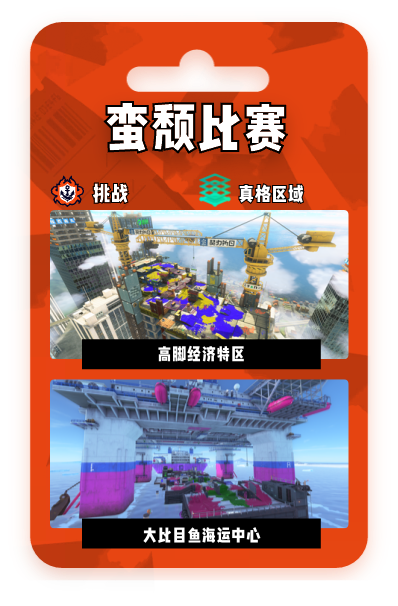 蛮颓比赛
挑战
真格区域
高脚经济特区
大比目鱼海运中心